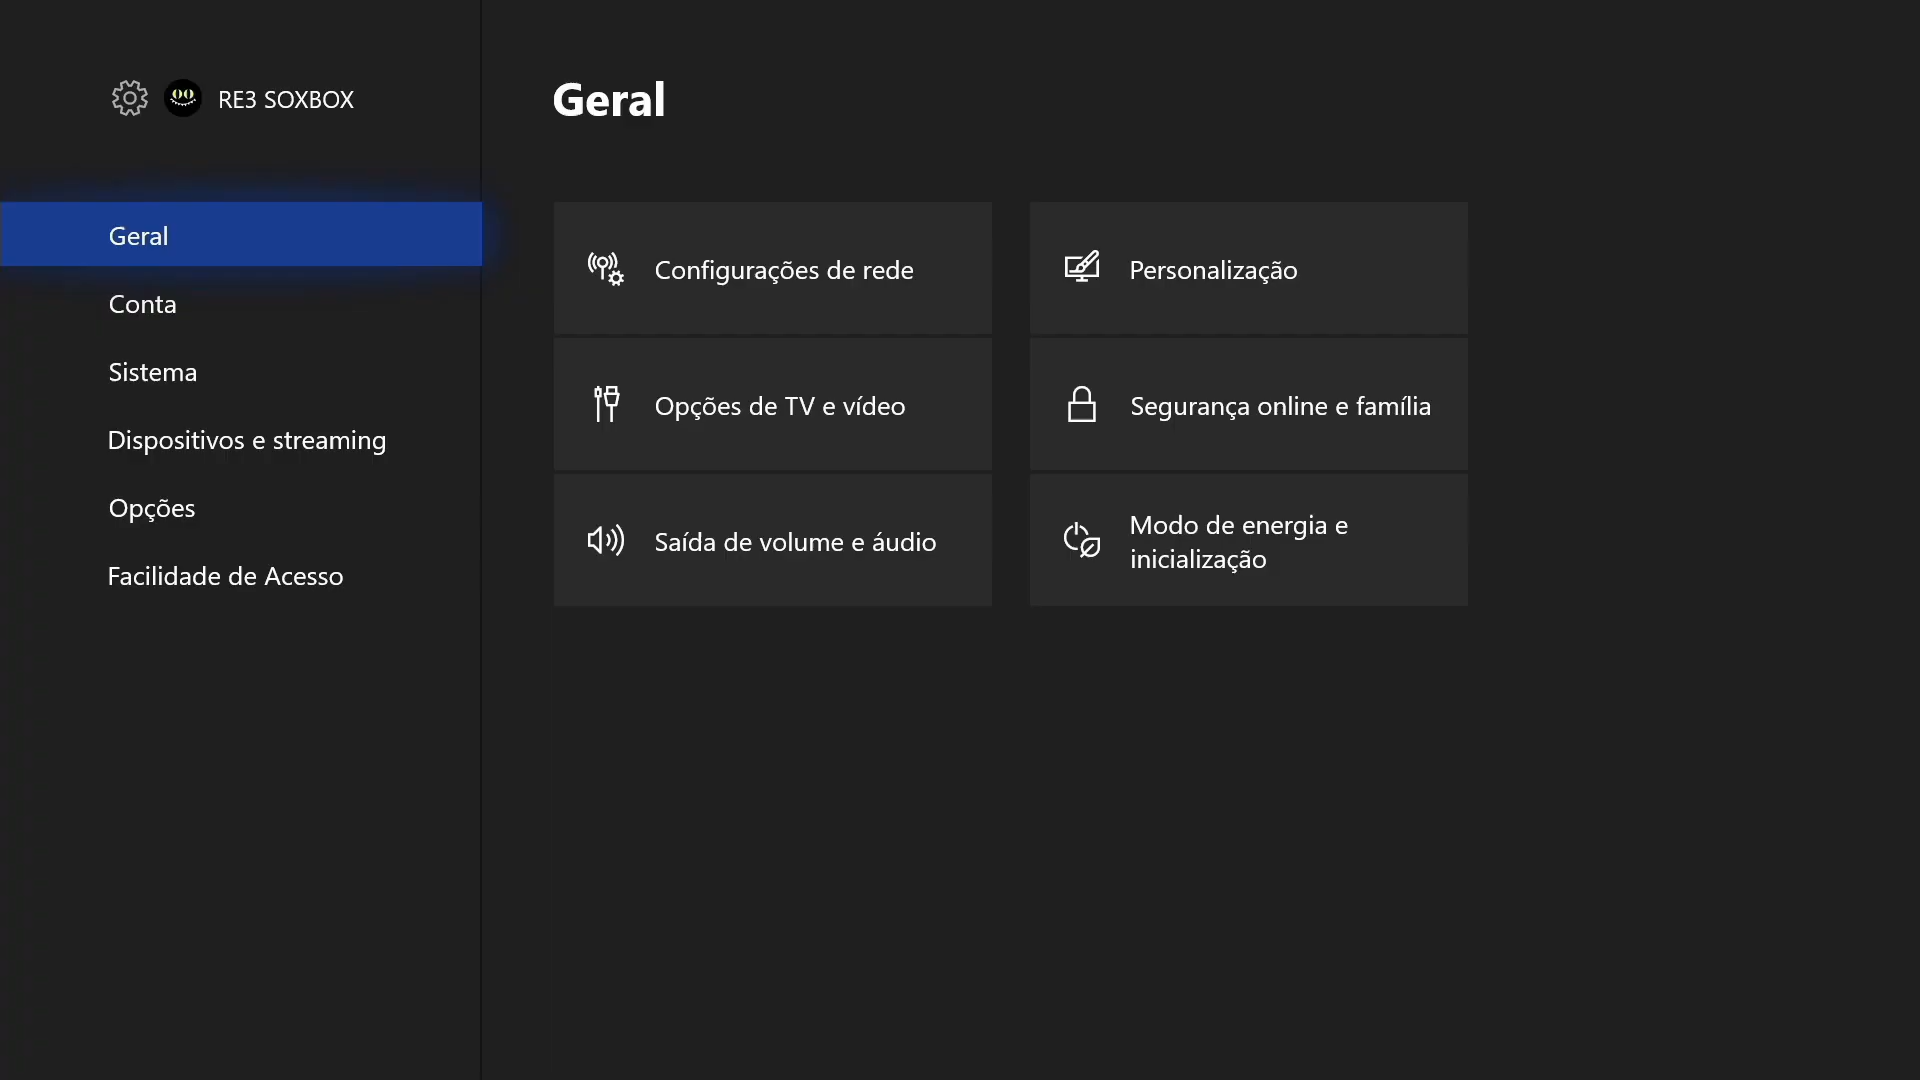 RE3 SOXBOX
Geral
Conta
Sistema
Dispositivos e streaming
Opções
Facilidade de Acesso
Geral
Configurações de rede
Personalização
Opções de TV e vídeo
Segurança online e família
Saída de volume e áudio
Modo de energia e
inicialização